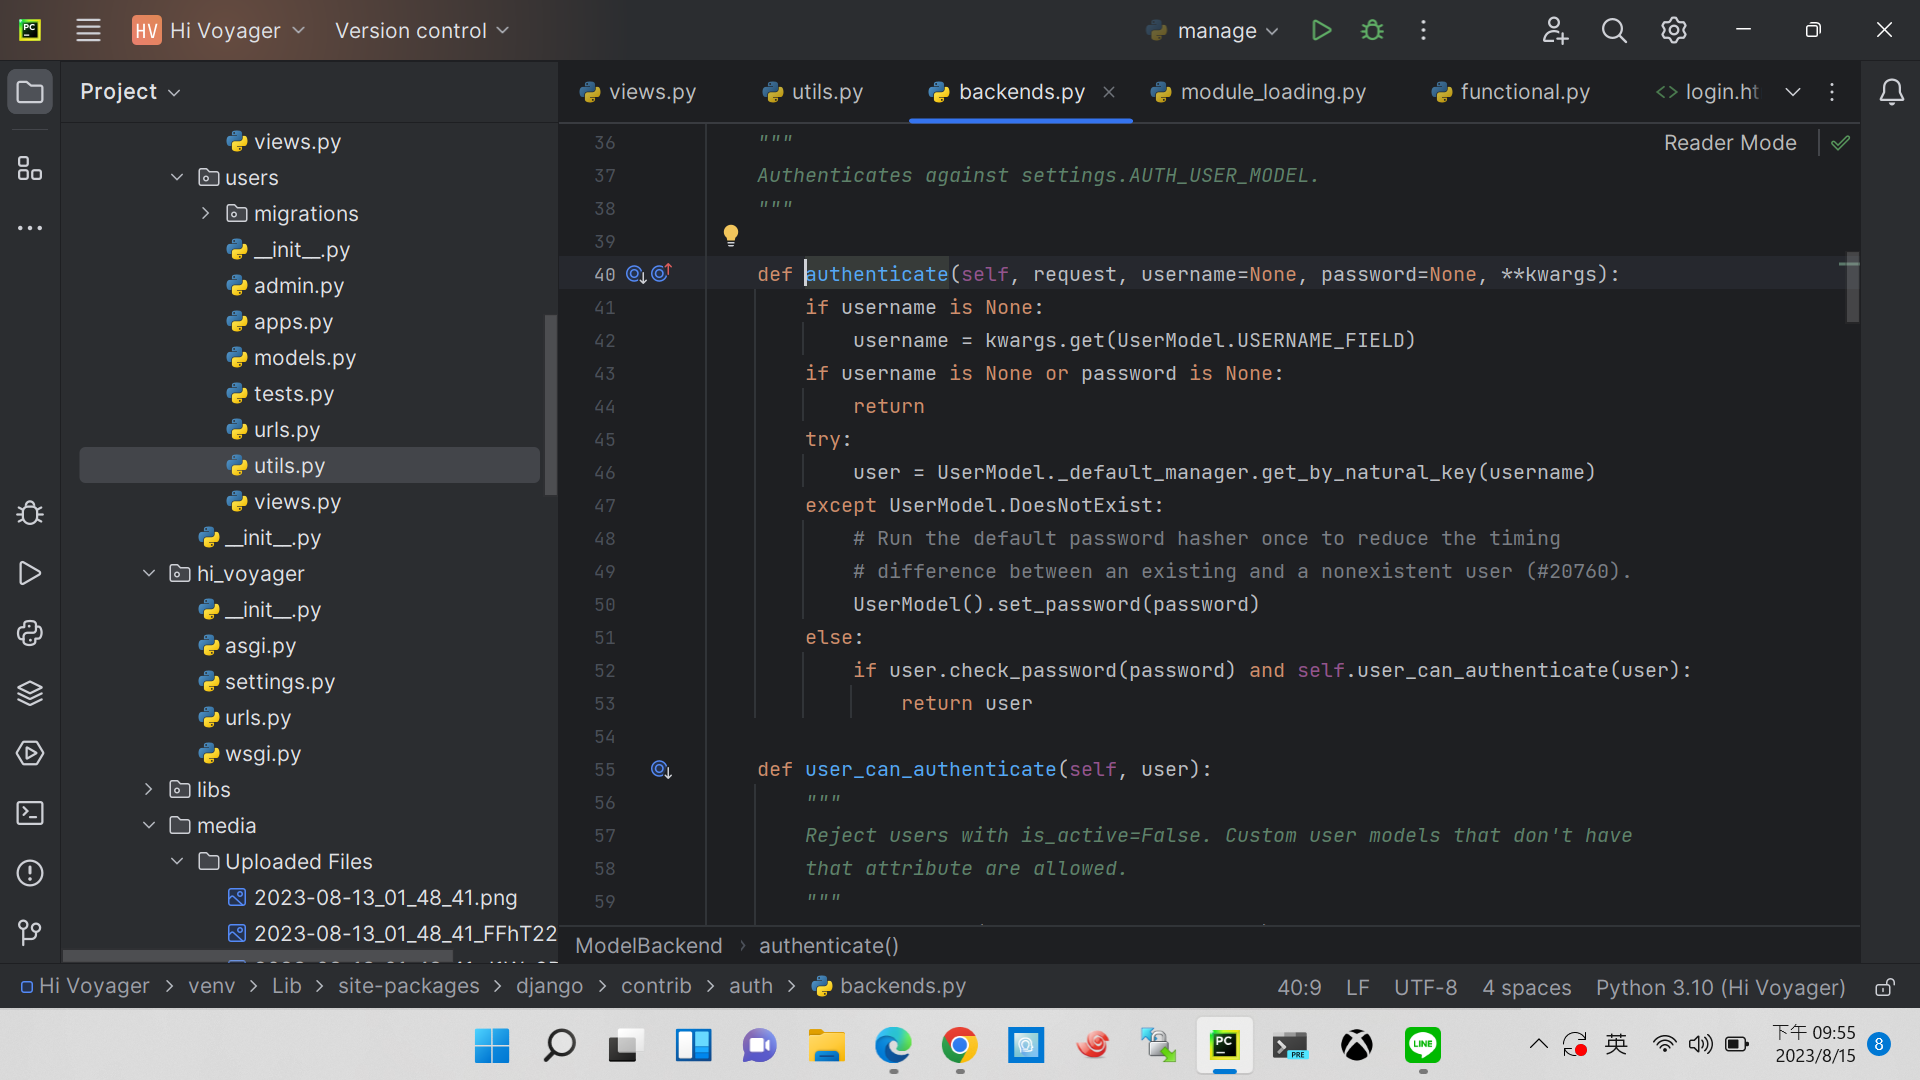 PC
HV Hi Voyager
Version control
manage
Project
views.py
utils.py
backends.py
module_loading.py
functional.py
<> login.ht
views.py
users
migrations
__init__.py
admin.py
apps.py
models.py
tests.py
urls.py
utils.py
views.py
__init__.py
hi_voyager
__init__.py
asgi.py
settings.py
urls.py
wsgi.py
libs
media
Uploaded Files
2023-08-13_01_48_41.png
2023-08-13_01_48_41_FFhT22
Reader Mode
36 """
37 Authenticates against settings.AUTH_USER_MODEL.
38 """
39
40 def authenticate(self, request, username=None, password=None, **kwargs):
41 if username is None:
42 username = kwargs.get(UserModel.USERNAME_FIELD)
43 if username is None or password is None:
44 return
45 try:
46 user = UserModel._default_manager.get_by_natural_key(username)
47 except UserModel.DoesNotExist:
48 # Run the default password hasher once to reduce the timing
49 # difference between an existing and a nonexistent user (#20760).
50 UserModel().set_password(password)
51 else:
52 if user.check_password(password) and self.user_can_authenticate(user):
53 return user
54
55 def user_can_authenticate(self, user):
56 """
57 Reject users with is_active=False. Custom user models that don't have
58 that attribute are allowed.
59 """
ModelBackend > authenticate()
Hi Voyager > venv > Lib > site-packages > django > contrib > auth > backends.py
40:9 LF UTF-8 4 spaces Python 3.10 (Hi Voyager)
PC
PRE
LINE
英
下午 09:55
2023/8/15
8